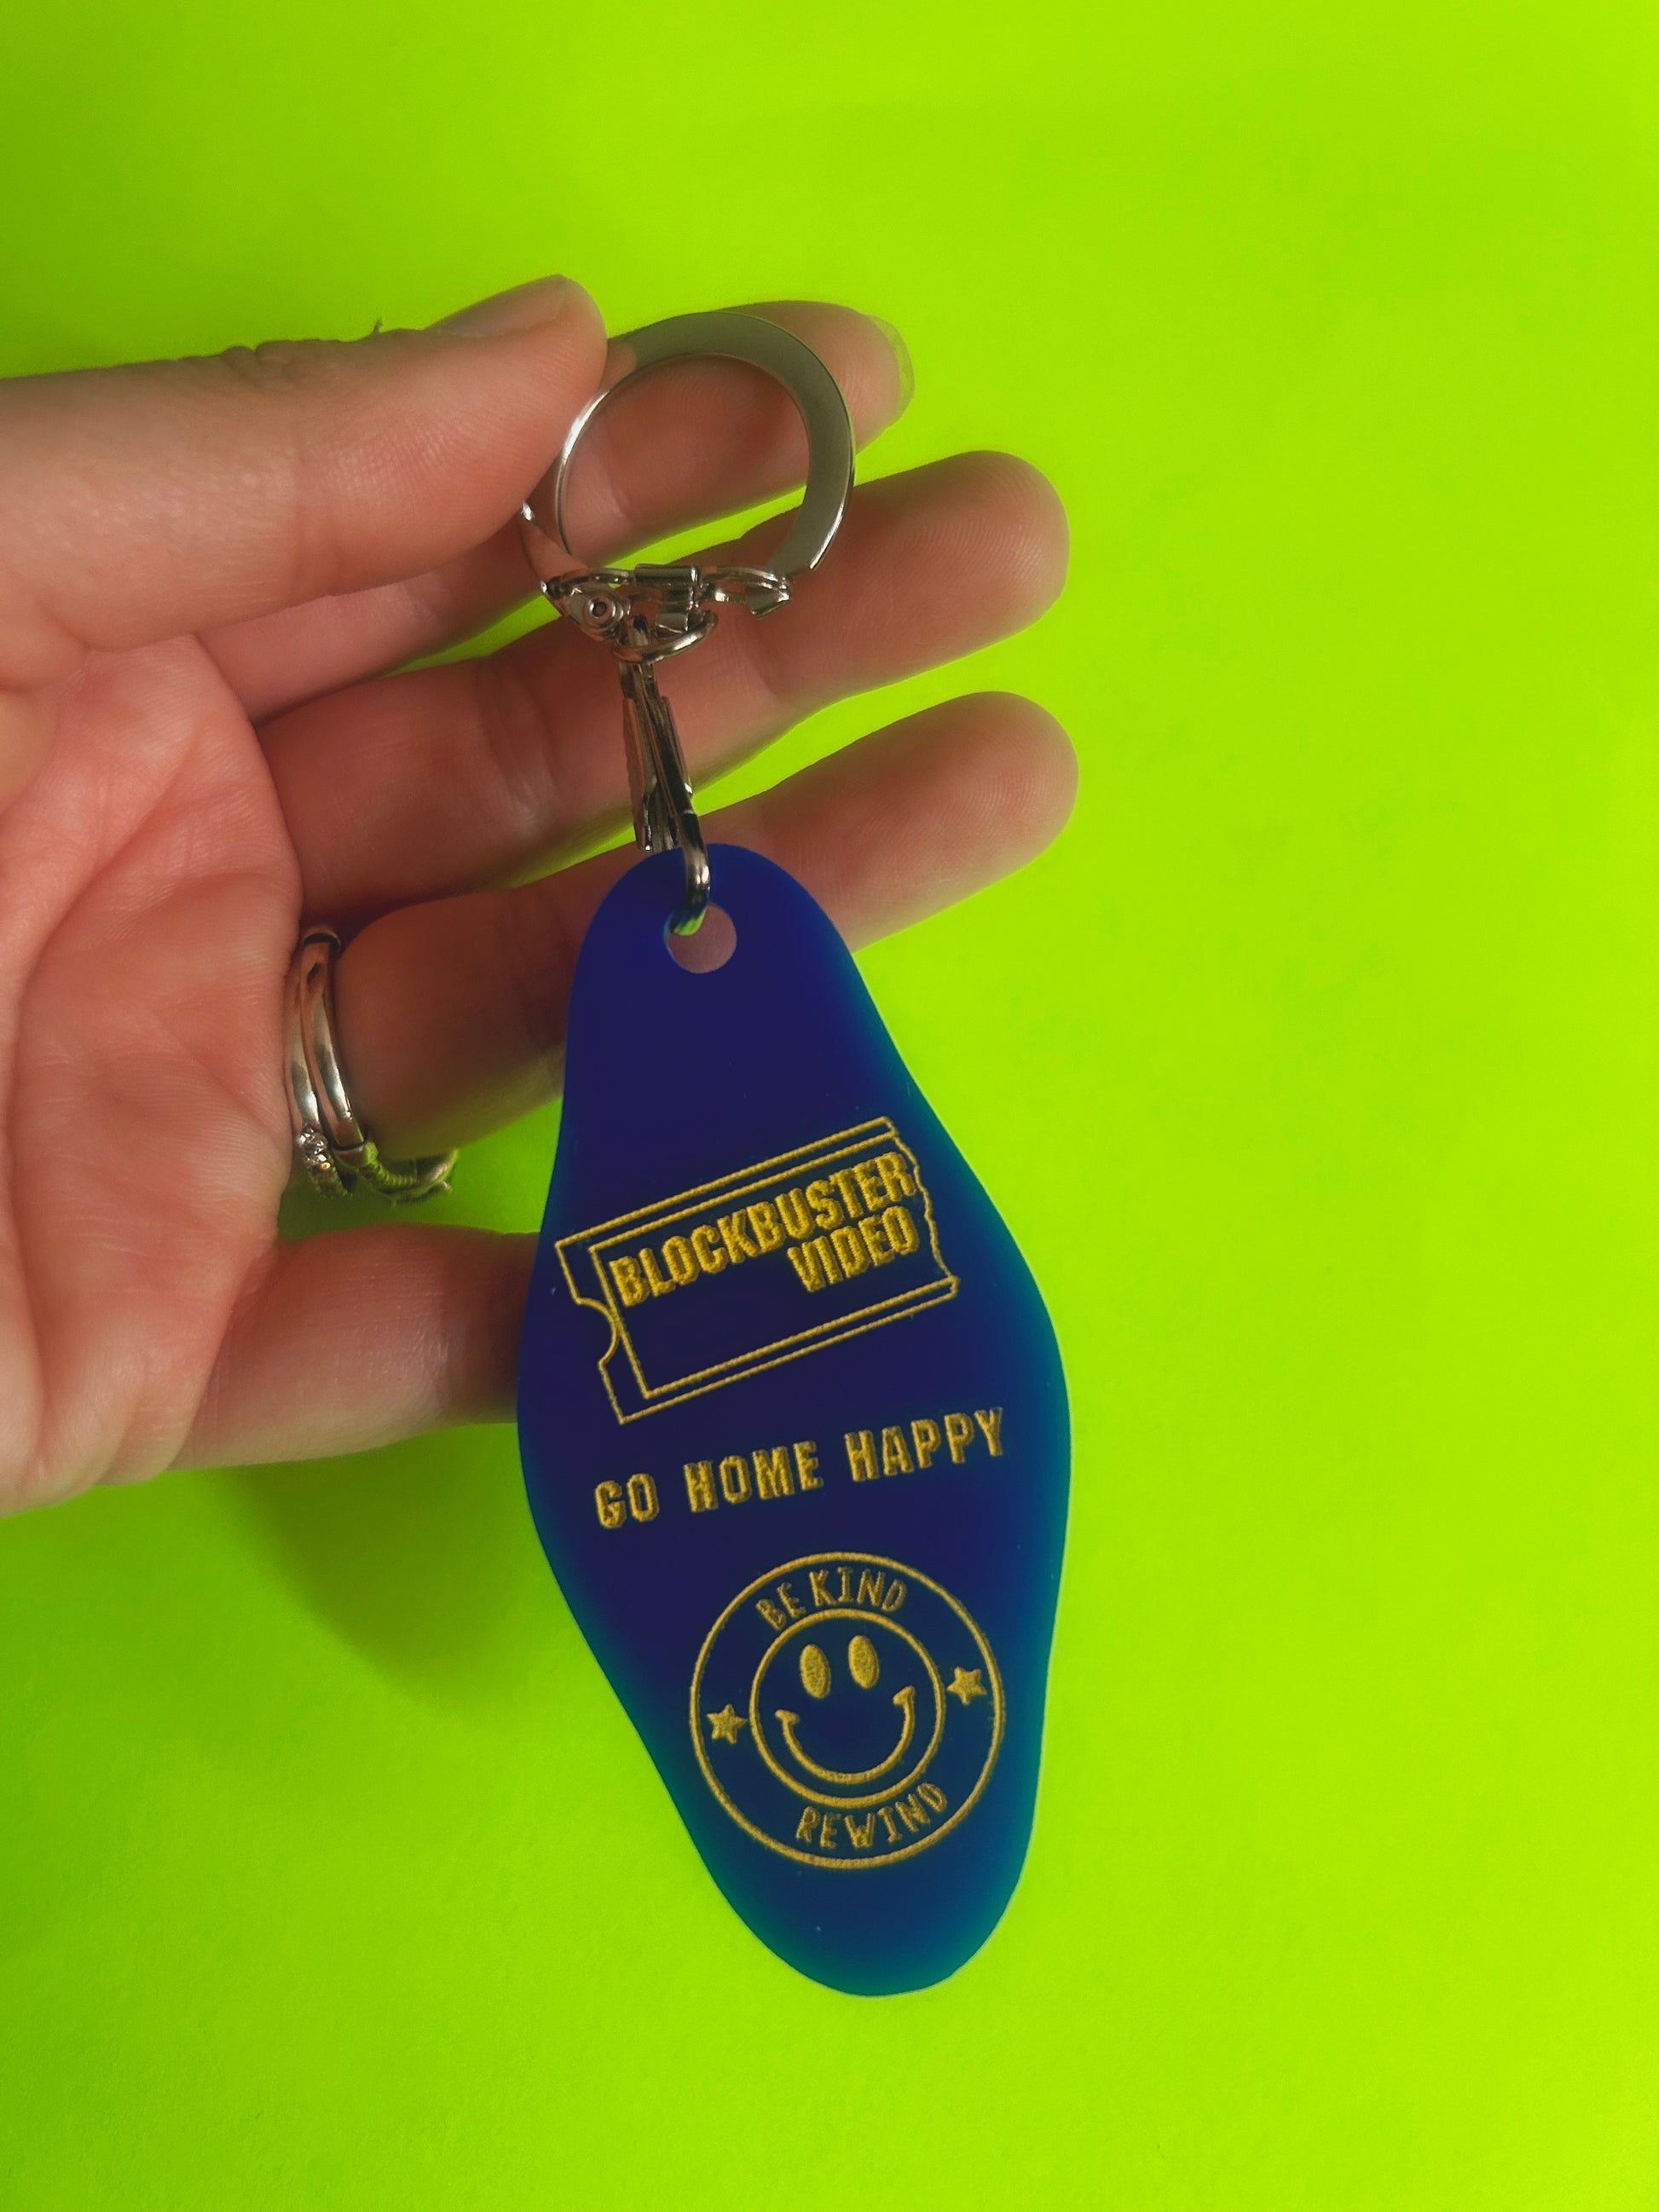 BLOCKBUSTER
VIDEO
GO HOME HAPPY
BE KIND
REWIND